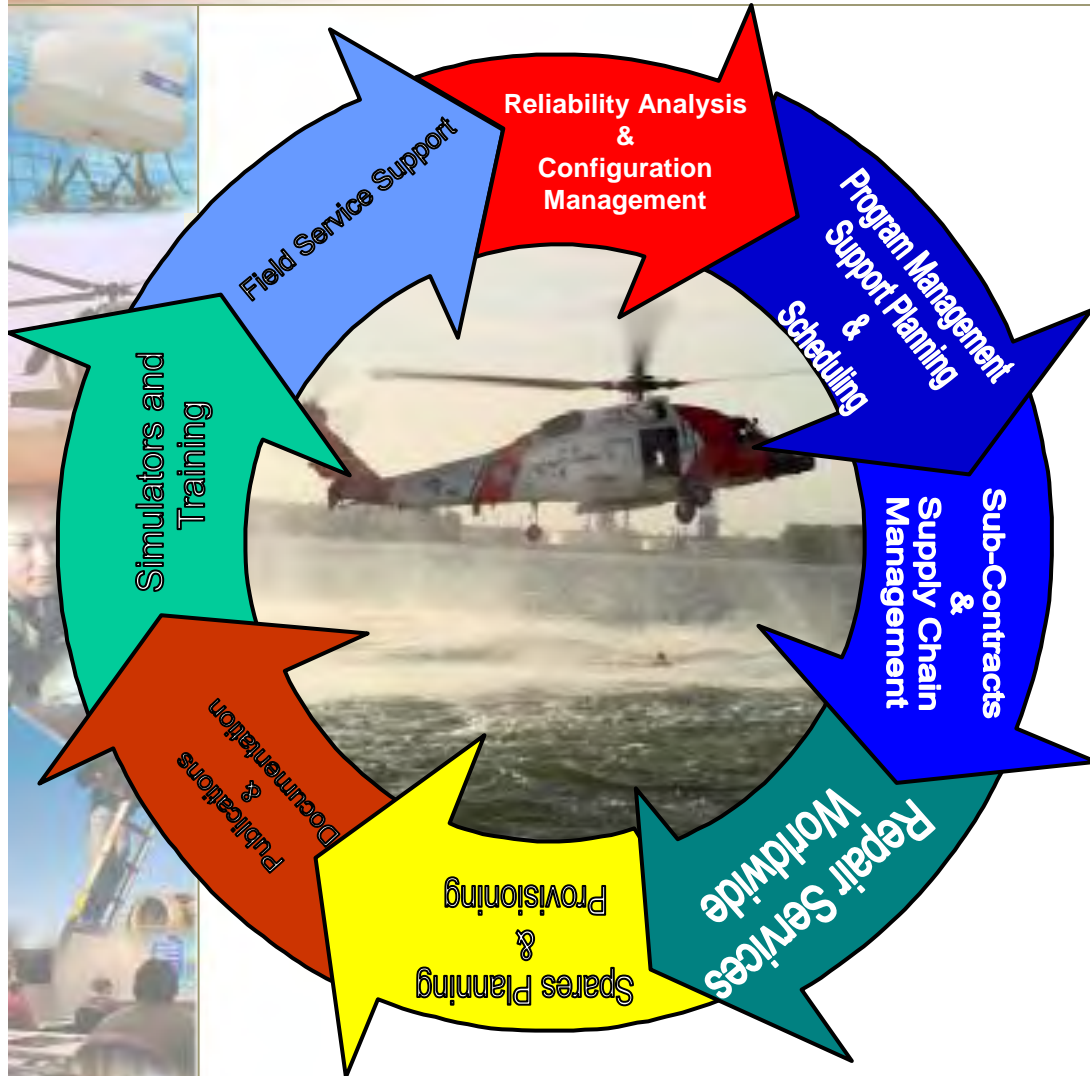 Reliability Analysis
&
Configuration
Management
Program Management
Support Planning
&
Scheduling
Sub-Contracts
&
Supply Chain
Management
Repair Services
Worldwide
Spares Planning
&
Provisioning
Publications
&
Documentation
Simulators and
Training
Field Service Support